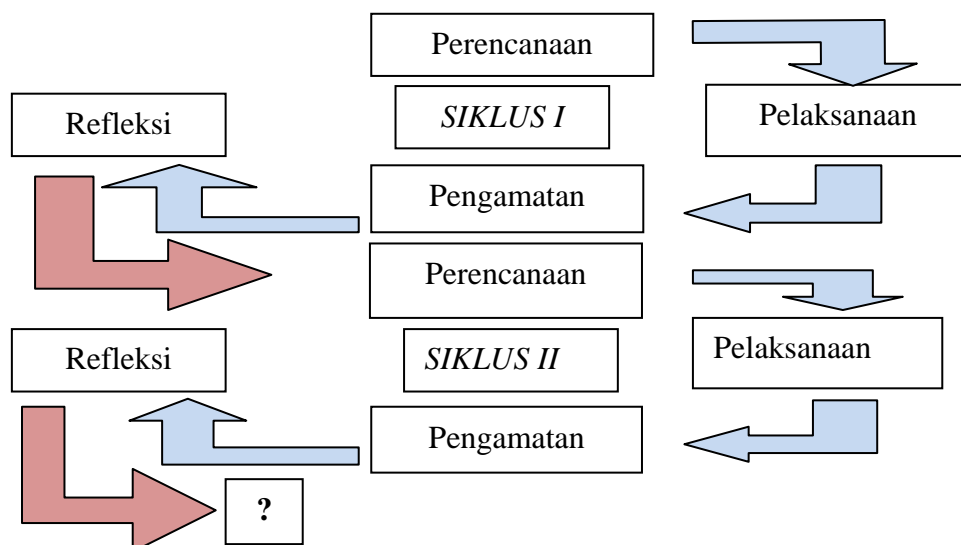 Perencanaan
Refleksi
SIKLUS I
Pelaksanaan
Pengamatan
Perencanaan
Refleksi
SIKLUS II
Pelaksanaan
Pengamatan
?